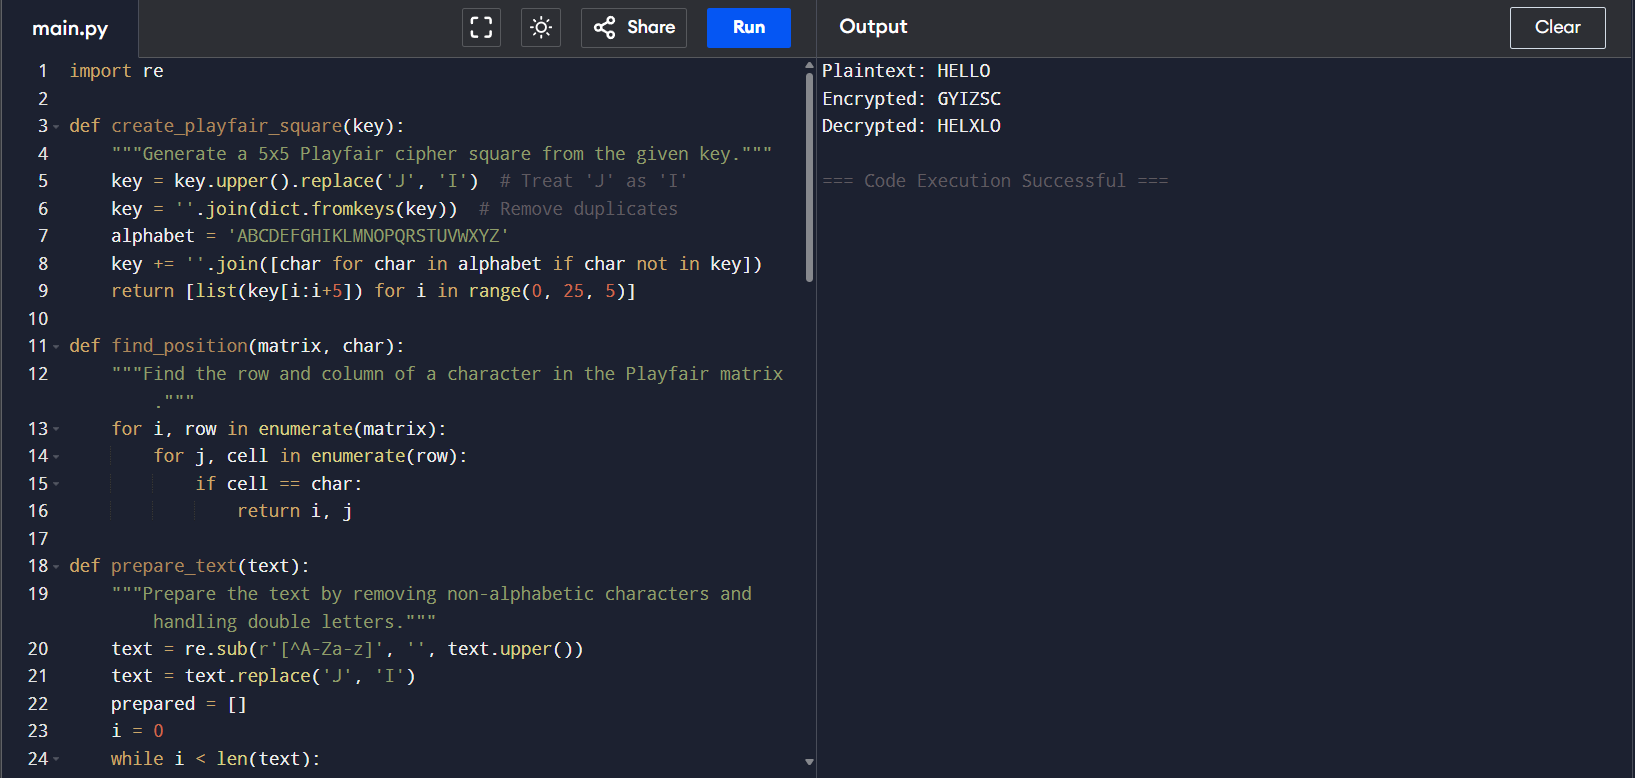 main.py
Share
Run
Output
Clear
1 import re
2
3 def create_playfair_square(key):
4     """Generate a 5x5 Playfair cipher square from the given key."""
5     key = key.upper().replace('J', 'I')  # Treat 'J' as 'I'
6     key = ''.join(dict.fromkeys(key))  # Remove duplicates
7     alphabet = 'ABCDEFGHIKLMNOPQRSTUVWXYZ'
8     key += ''.join([char for char in alphabet if char not in key])
9     return [list(key[i:i+5]) for i in range(0, 25, 5)]
10
11 def find_position(matrix, char):
12     """Find the row and column of a character in the Playfair matrix
        ."""
13     for i, row in enumerate(matrix):
14         for j, cell in enumerate(row):
15             if cell == char:
16                 return i, j
17
18 def prepare_text(text):
19     """Prepare the text by removing non-alphabetic characters and
        handling double letters."""
20     text = re.sub(r'[^A-Za-z]', '', text.upper())
21     text = text.replace('J', 'I')
22     prepared = []
23     i = 0
24     while i < len(text):
Plaintext: HELLO
Encrypted: GYIZSC
Decrypted: HELXLO
=== Code Execution Successful ===